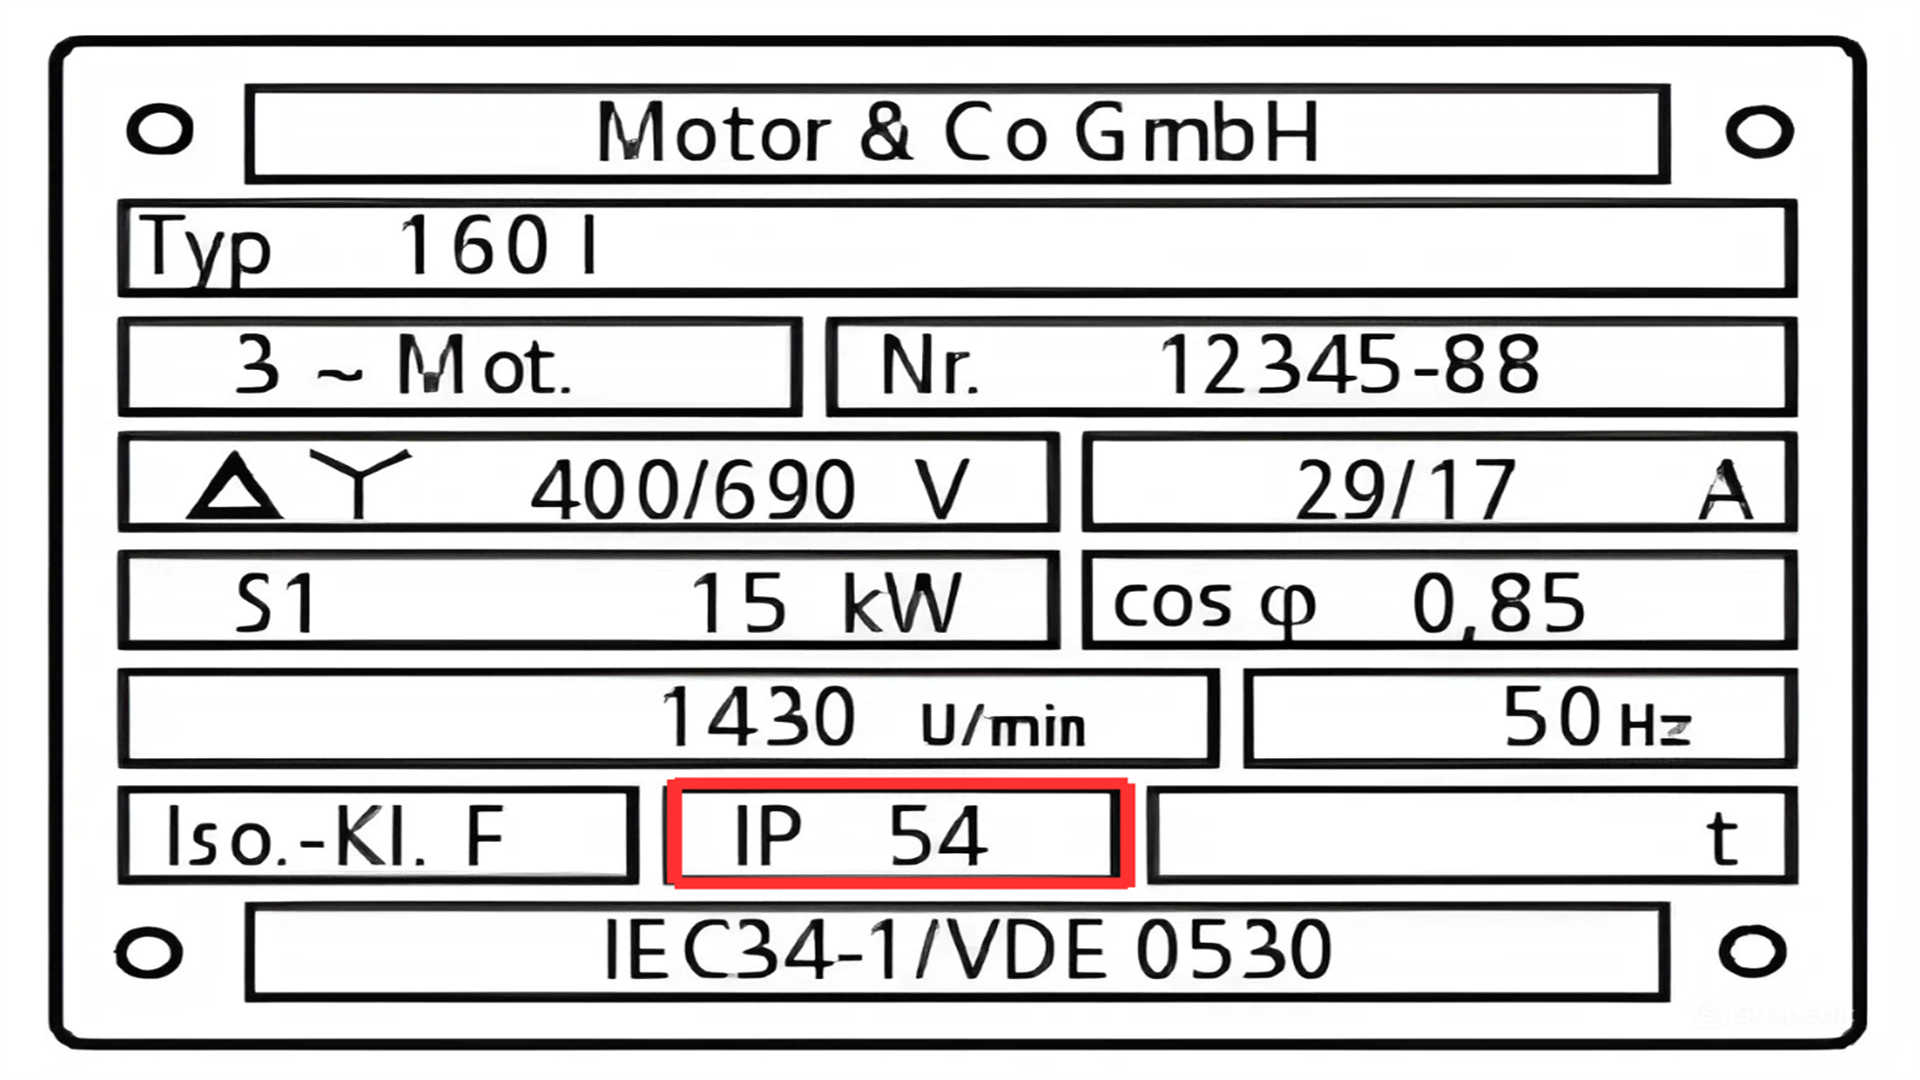 Motor & Co GmbH
Typ 160 l
3 ~ Mot. Nr. 12345-88
Δ Y 400/690 V 29/17 A
S1 15 kW cos φ 0,85
1430 U/min 50 Hz
Iso.-Kl. F IP 54 t
IEC34-1/VDE 0530